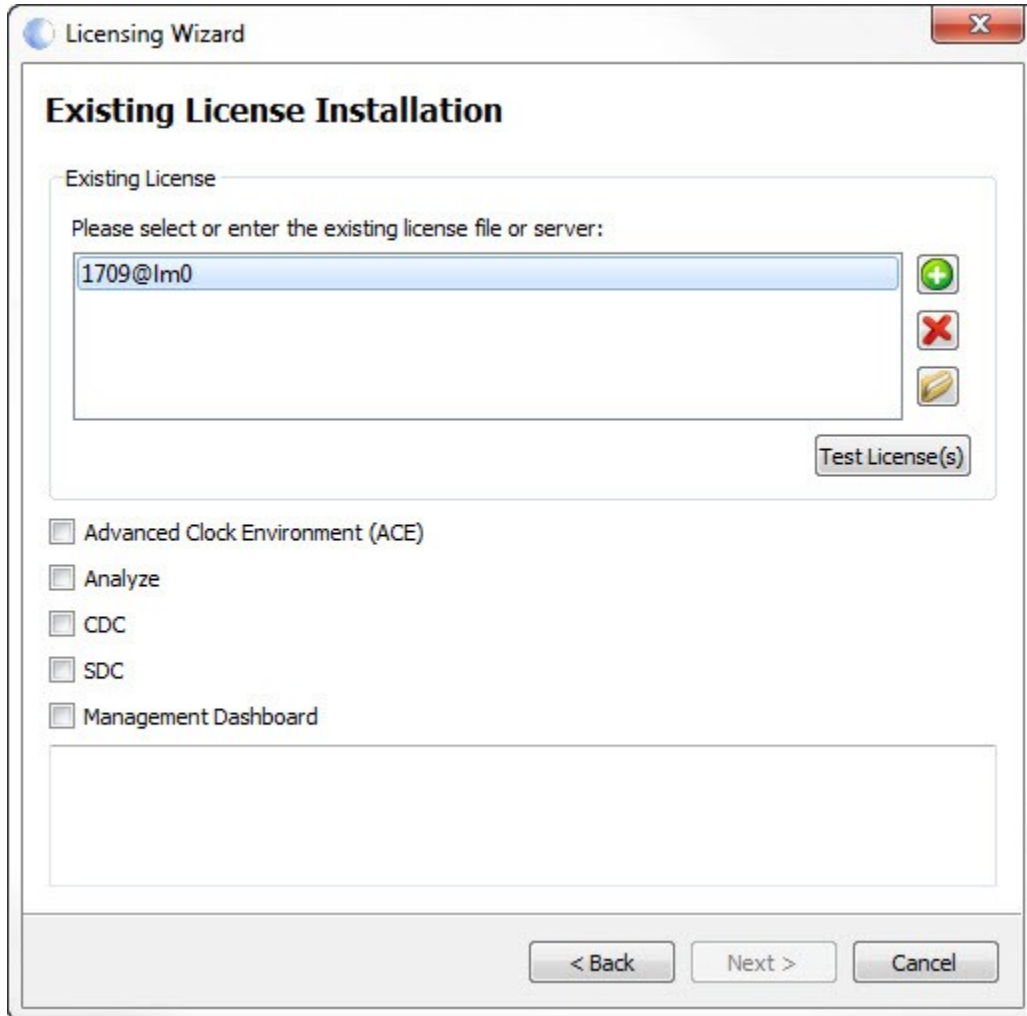 Licensing Wizard
Existing License Installation
Existing License
Please select or enter the existing license file or server:
1709@lm0
Test License(s)
Advanced Clock Environment (ACE)
Analyze
CDC
SDC
Management Dashboard
< Back Next > Cancel